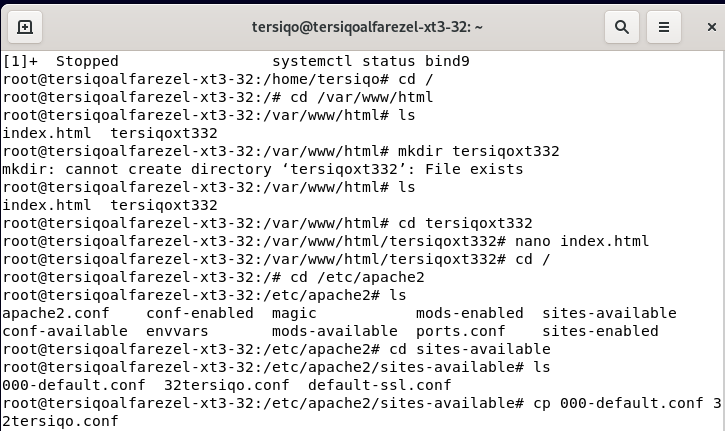 tersiqo@tersiqoalfarezel-xt3-32: ~
[1]+  Stopped                 systemctl status bind9
root@tersiqoalfarezel-xt3-32:/home/tersiqo# cd /
root@tersiqoalfarezel-xt3-32:/# cd /var/www/html
root@tersiqoalfarezel-xt3-32:/var/www/html# ls
index.html  tersiqoxt332
root@tersiqoalfarezel-xt3-32:/var/www/html# mkdir tersiqoxt332
mkdir: cannot create directory ‘tersiqoxt332’: File exists
root@tersiqoalfarezel-xt3-32:/var/www/html# ls
index.html  tersiqoxt332
root@tersiqoalfarezel-xt3-32:/var/www/html# cd tersiqoxt332
root@tersiqoalfarezel-xt3-32:/var/www/html/tersiqoxt332# nano index.html
root@tersiqoalfarezel-xt3-32:/var/www/html/tersiqoxt332# cd /
root@tersiqoalfarezel-xt3-32:/# cd /etc/apache2
root@tersiqoalfarezel-xt3-32:/etc/apache2# ls
apache2.conf    conf-enabled  magic           mods-enabled  sites-available
conf-available  envvars       mods-available  ports.conf    sites-enabled
root@tersiqoalfarezel-xt3-32:/etc/apache2# cd sites-available
root@tersiqoalfarezel-xt3-32:/etc/apache2/sites-available# ls
000-default.conf  32tersiqo.conf  default-ssl.conf
root@tersiqoalfarezel-xt3-32:/etc/apache2/sites-available# cp 000-default.conf 3
2tersiqo.conf